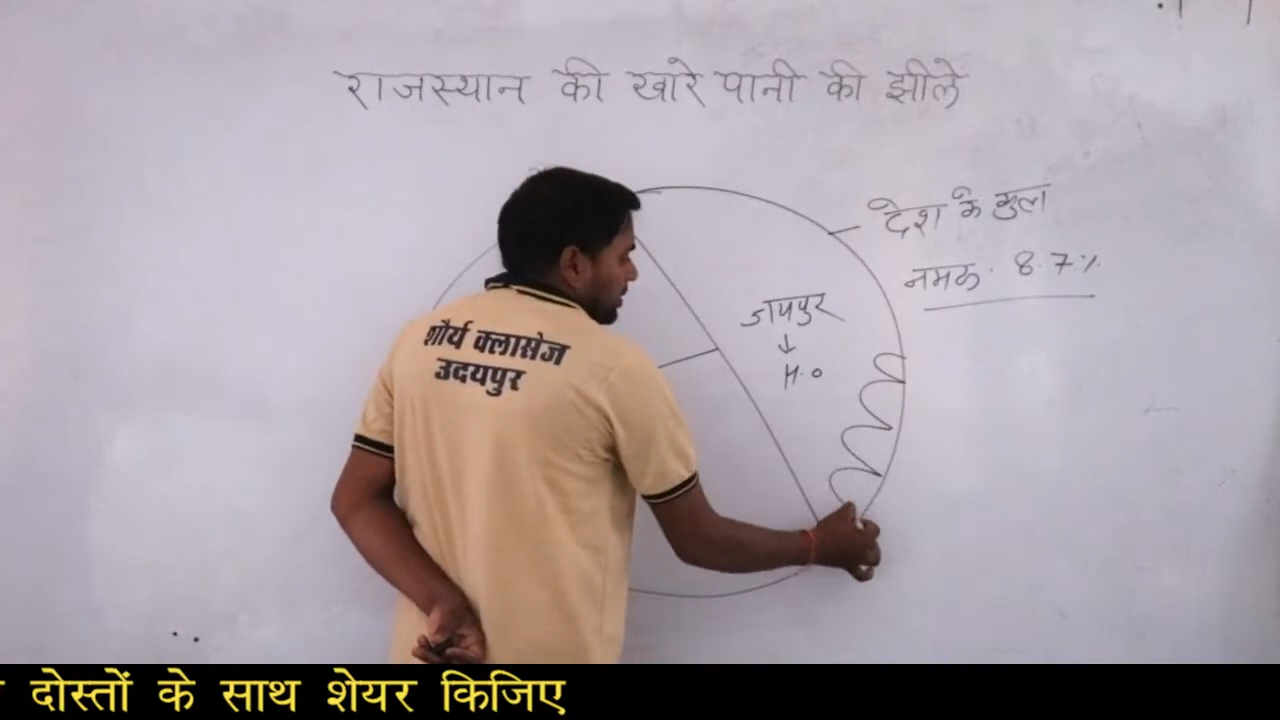 राजस्थान की खारे पानी की झीले
देश के कुल
नमक 8.7%
जयपुर
↓
H.O
शौर्य क्लासेज
उदयपुर
दोस्तों के साथ शेयर किजिए